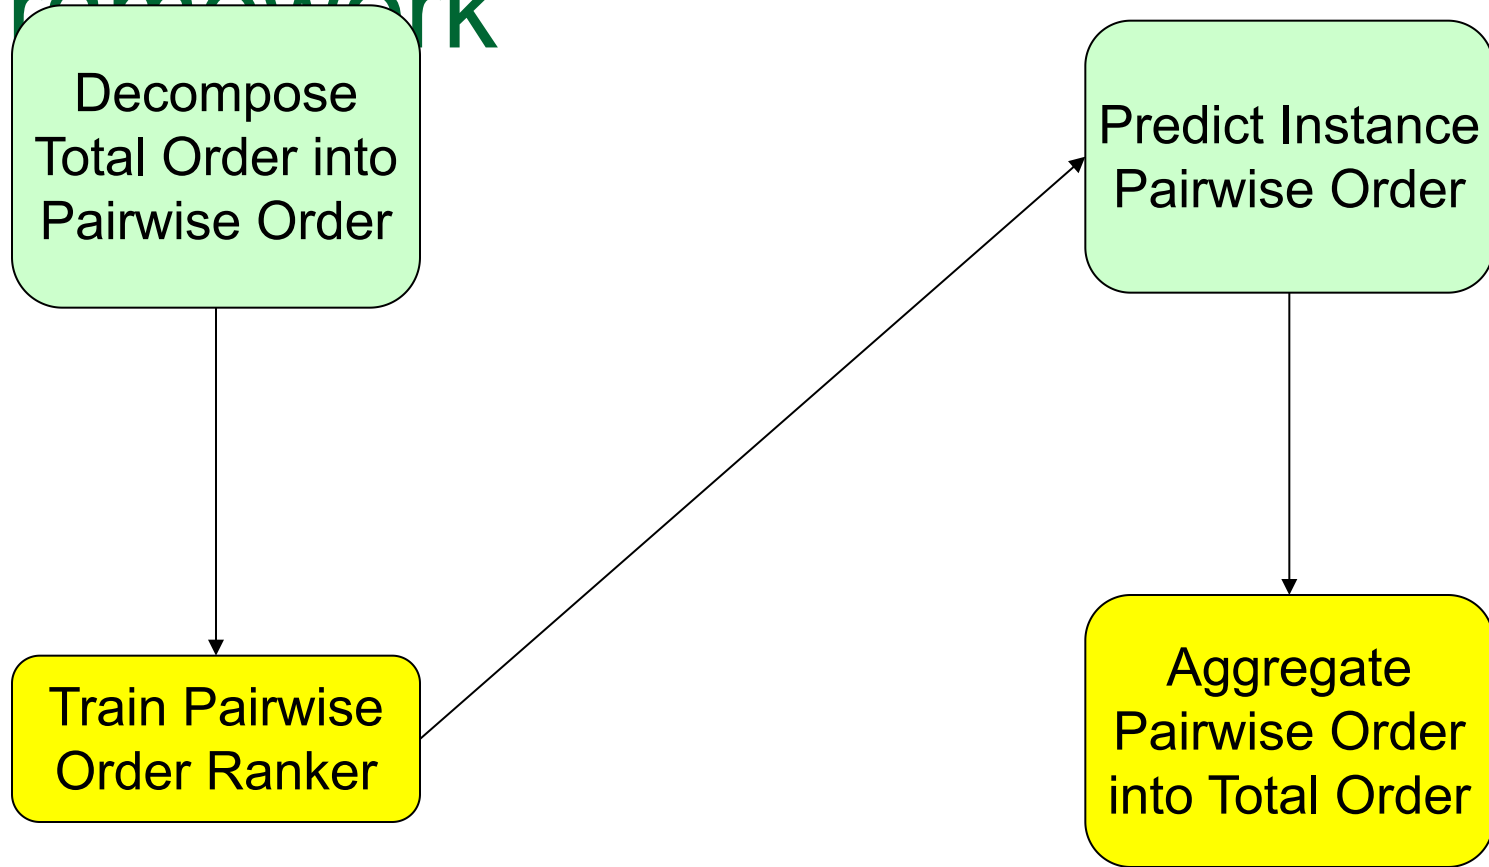 Decompose
Total Order into
Pairwise Order
Train Pairwise
Order Ranker
Predict Instance
Pairwise Order
Aggregate
Pairwise Order
into Total Order